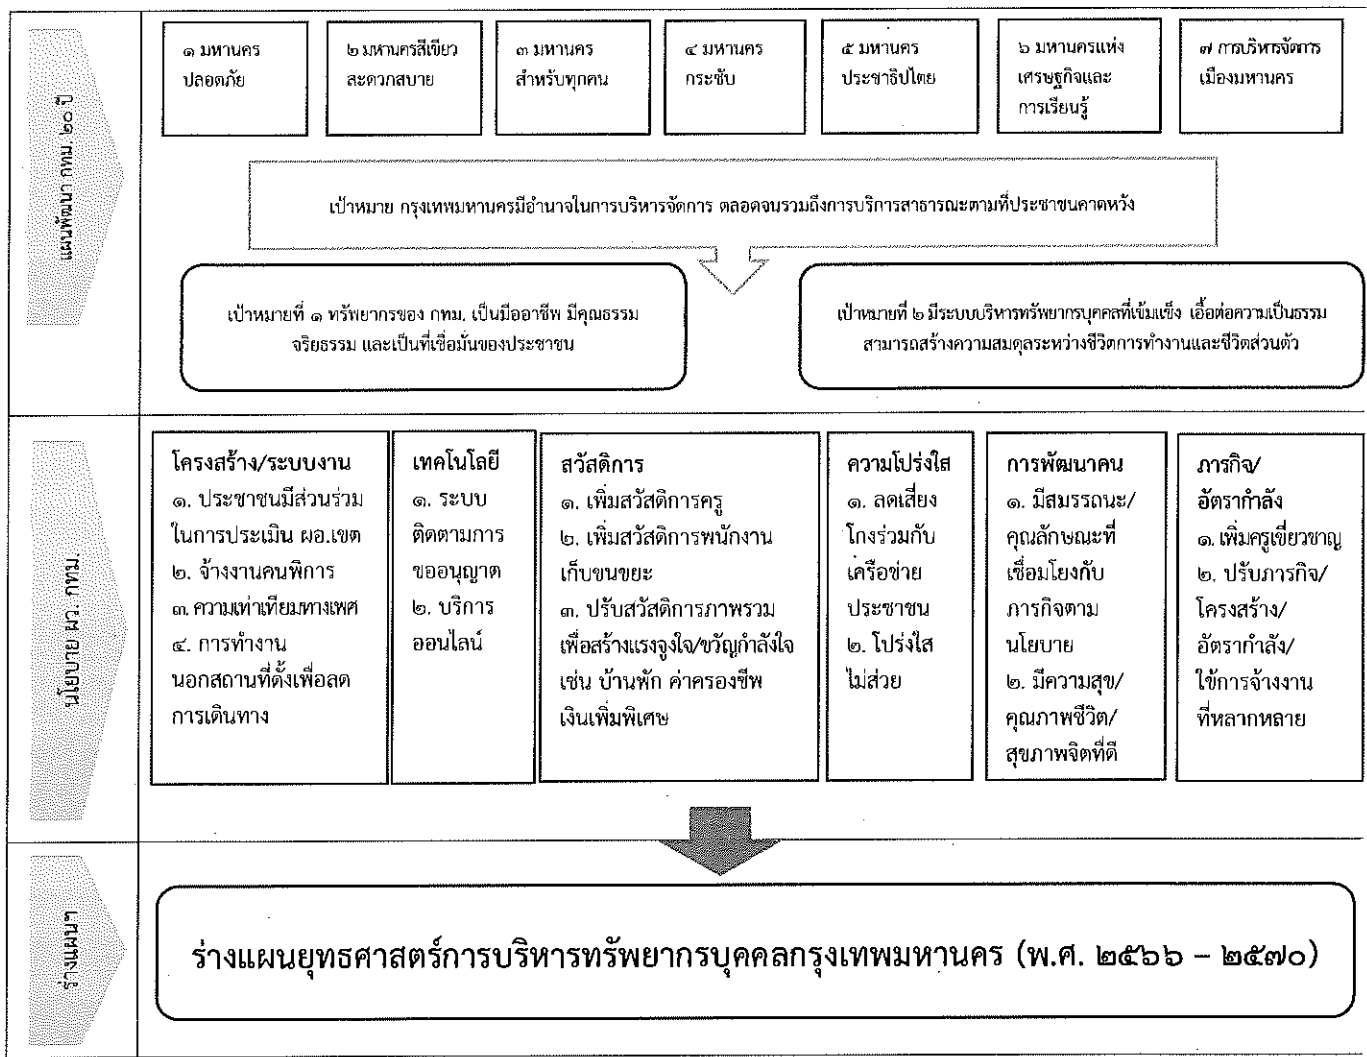 แผนพัฒนา กทม. ๒๐ ปี
๑ มหานคร
ปลอดภัย
๒ มหานครสีเขียว
สะดวกสบาย
๓ มหานคร
สำหรับทุกคน
๔ มหานคร
กระชับ
๕ มหานคร
ประชาธิปไตย
๖ มหานครแห่ง
เศรษฐกิจและ
การเรียนรู้
๗ การบริหารจัดการ
เมืองมหานคร
เป้าหมาย กรุงเทพมหานครมีอำนาจในการบริหารจัดการ ตลอดจนรวมถึงการบริการสาธารณะตามที่ประชาชนคาดหวัง
เป้าหมายที่ ๑ ทรัพยากรของ กทม. เป็นมืออาชีพ มีคุณธรรม
จริยธรรม และเป็นที่เชื่อมั่นของประชาชน
เป้าหมายที่ ๒ มีระบบบริหารทรัพยากรบุคคลที่เข้มแข็ง เอื้อต่อความเป็นธรรม
สามารถสร้างความสมดุลระหว่างชีวิตการทำงานและชีวิตส่วนตัว
นโยบาย ผว. กทม.
โครงสร้าง/ระบบงาน
๑. ประชาชนมีส่วนร่วม
ในการประเมิน ผอ.เขต
๒. จ้างงานคนพิการ
๓. ความเท่าเทียมทางเพศ
๔. การทำงาน
นอกสถานที่ตั้งเพื่อลด
การเดินทาง
เทคโนโลยี
๑. ระบบ
ติดตามการ
ขออนุญาต
๒. บริการ
ออนไลน์
สวัสดิการ
๑. เพิ่มสวัสดิการครู
๒. เพิ่มสวัสดิการพนักงาน
เก็บขนขยะ
๓. ปรับสวัสดิการภาพรวม
เพื่อสร้างแรงจูงใจ/ขวัญกำลังใจ
เช่น บ้านพัก ค่าครองชีพ
เงินเพิ่มพิเศษ
ความโปร่งใส
๑. ลดเสี่ยง
โกงร่วมกับ
เครือข่าย
ประชาชน
๒. โปร่งใส
ไม่ส่วย
การพัฒนาคน
๑. มีสมรรถนะ/
คุณลักษณะที่
เชื่อมโยงกับ
ภารกิจตาม
นโยบาย
๒. มีความสุข/
คุณภาพชีวิต/
สุขภาพจิตที่ดี
ภารกิจ/
อัตรากำลัง
๑. เพิ่มครูเชี่ยวชาญ
๒. ปรับภารกิจ/
โครงสร้าง/
อัตรากำลัง/
ใช้การจ้างงาน
ที่หลากหลาย
ร่างแผนฯ
ร่างแผนยุทธศาสตร์การบริหารทรัพยากรบุคคลกรุงเทพมหานคร (พ.ศ. ๒๕๖๖ – ๒๕๗๐)